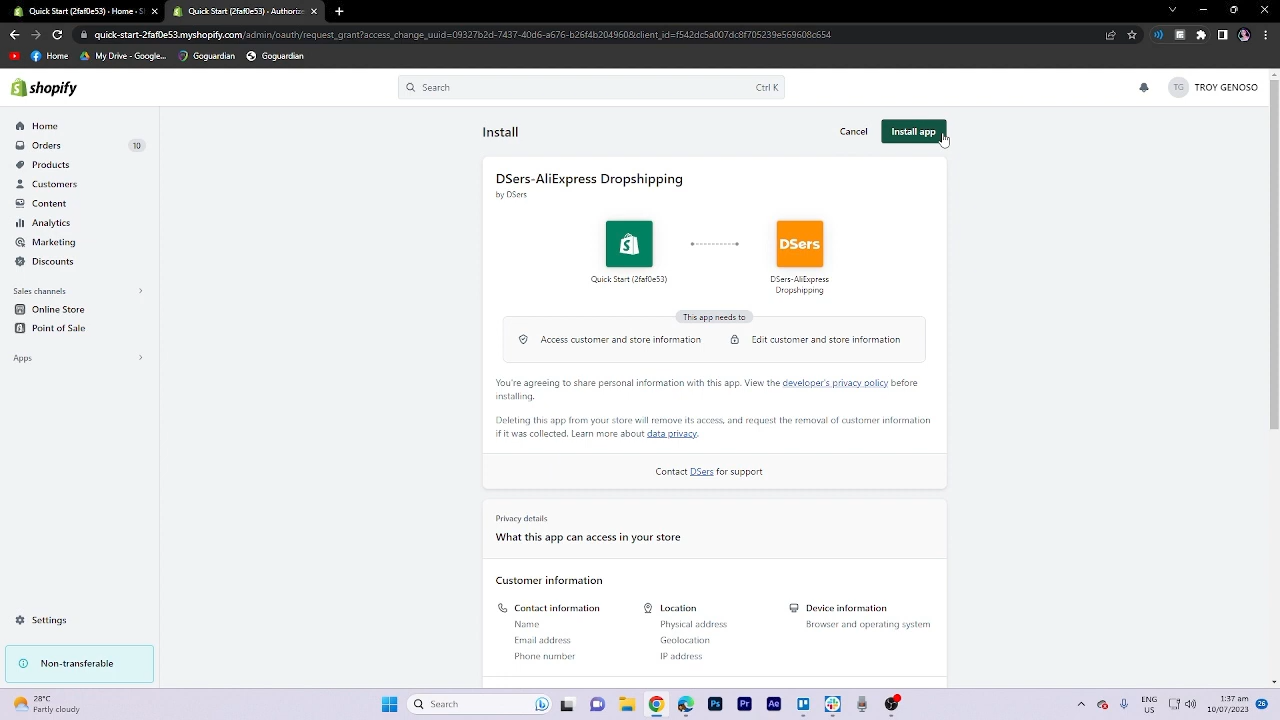 Quick Start (2faf0e53) • Home • S
Quick Start (2faf0e53) - Authoriz
quick-start-2faf0e53.myshopify.com/admin/oauth/request_grant?access_change_uuid=09327b2d-7747-40d6-a676-b2bf4b204960&client_id=f542dc5a007dc8f705239e569608c654
Home
My Drive - Google...
Goguardian
Goguardian
shopify
Search
Ctrl K
TG
TROY GENOSO
Home
Orders
10
Products
Customers
Content
Analytics
Marketing
Discounts
Sales channels
Online Store
Point of Sale
Apps
Settings
Non-transferable
Install
Cancel
Install app
DSers-AliExpress Dropshipping
by DSers
DSers
Quick Start (2faf0e53)
DSers-AliExpress
Dropshipping
This app needs to
Access customer and store information
Edit customer and store information
You're agreeing to share personal information with this app. View the developer's privacy policy before
installing.
Deleting this app from your store will remove its access, and request the removal of customer information
if it was collected. Learn more about data privacy.
Contact DSers for support
Privacy details
What this app can access in your store
Customer information
Contact information
Name
Email address
Phone number
Location
Physical address
Geolocation
IP address
Device information
Browser and operating system
28°C
Partly cloudy
Search
Ps
Pr
Ae
ENG
US
1:37 am
10/07/2023
26